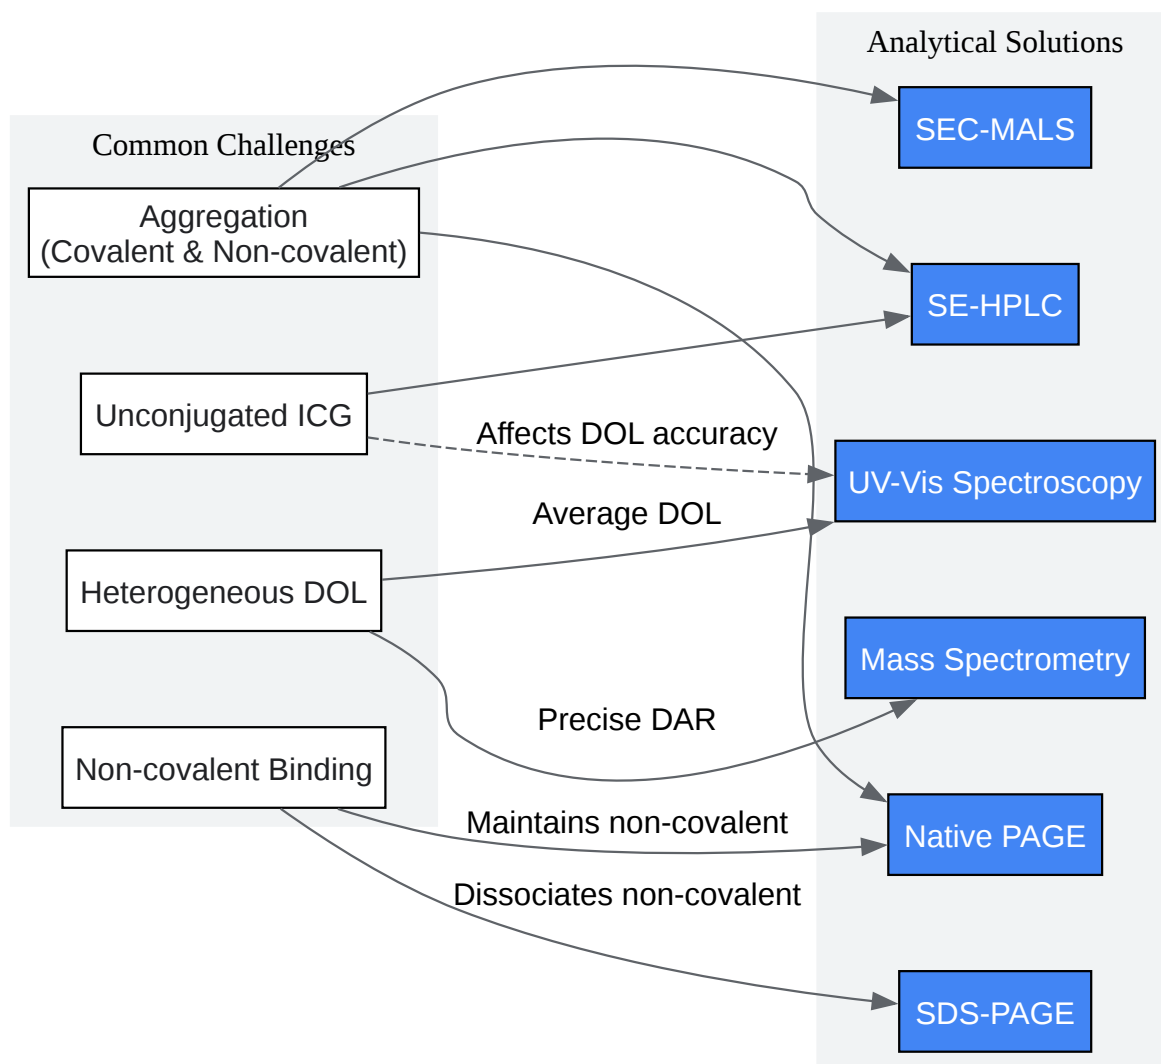 Analytical Solutions
SEC-MALS
Common Challenges
Aggregation
(Covalent & Non-covalent)
SE-HPLC
Unconjugated ICG
Affects DOL accuracy
UV-Vis Spectroscopy
Average DOL
Heterogeneous DOL
Mass Spectrometry
Precise DAR
Non-covalent Binding
Maintains non-covalent
Native PAGE
Dissociates non-covalent
SDS-PAGE